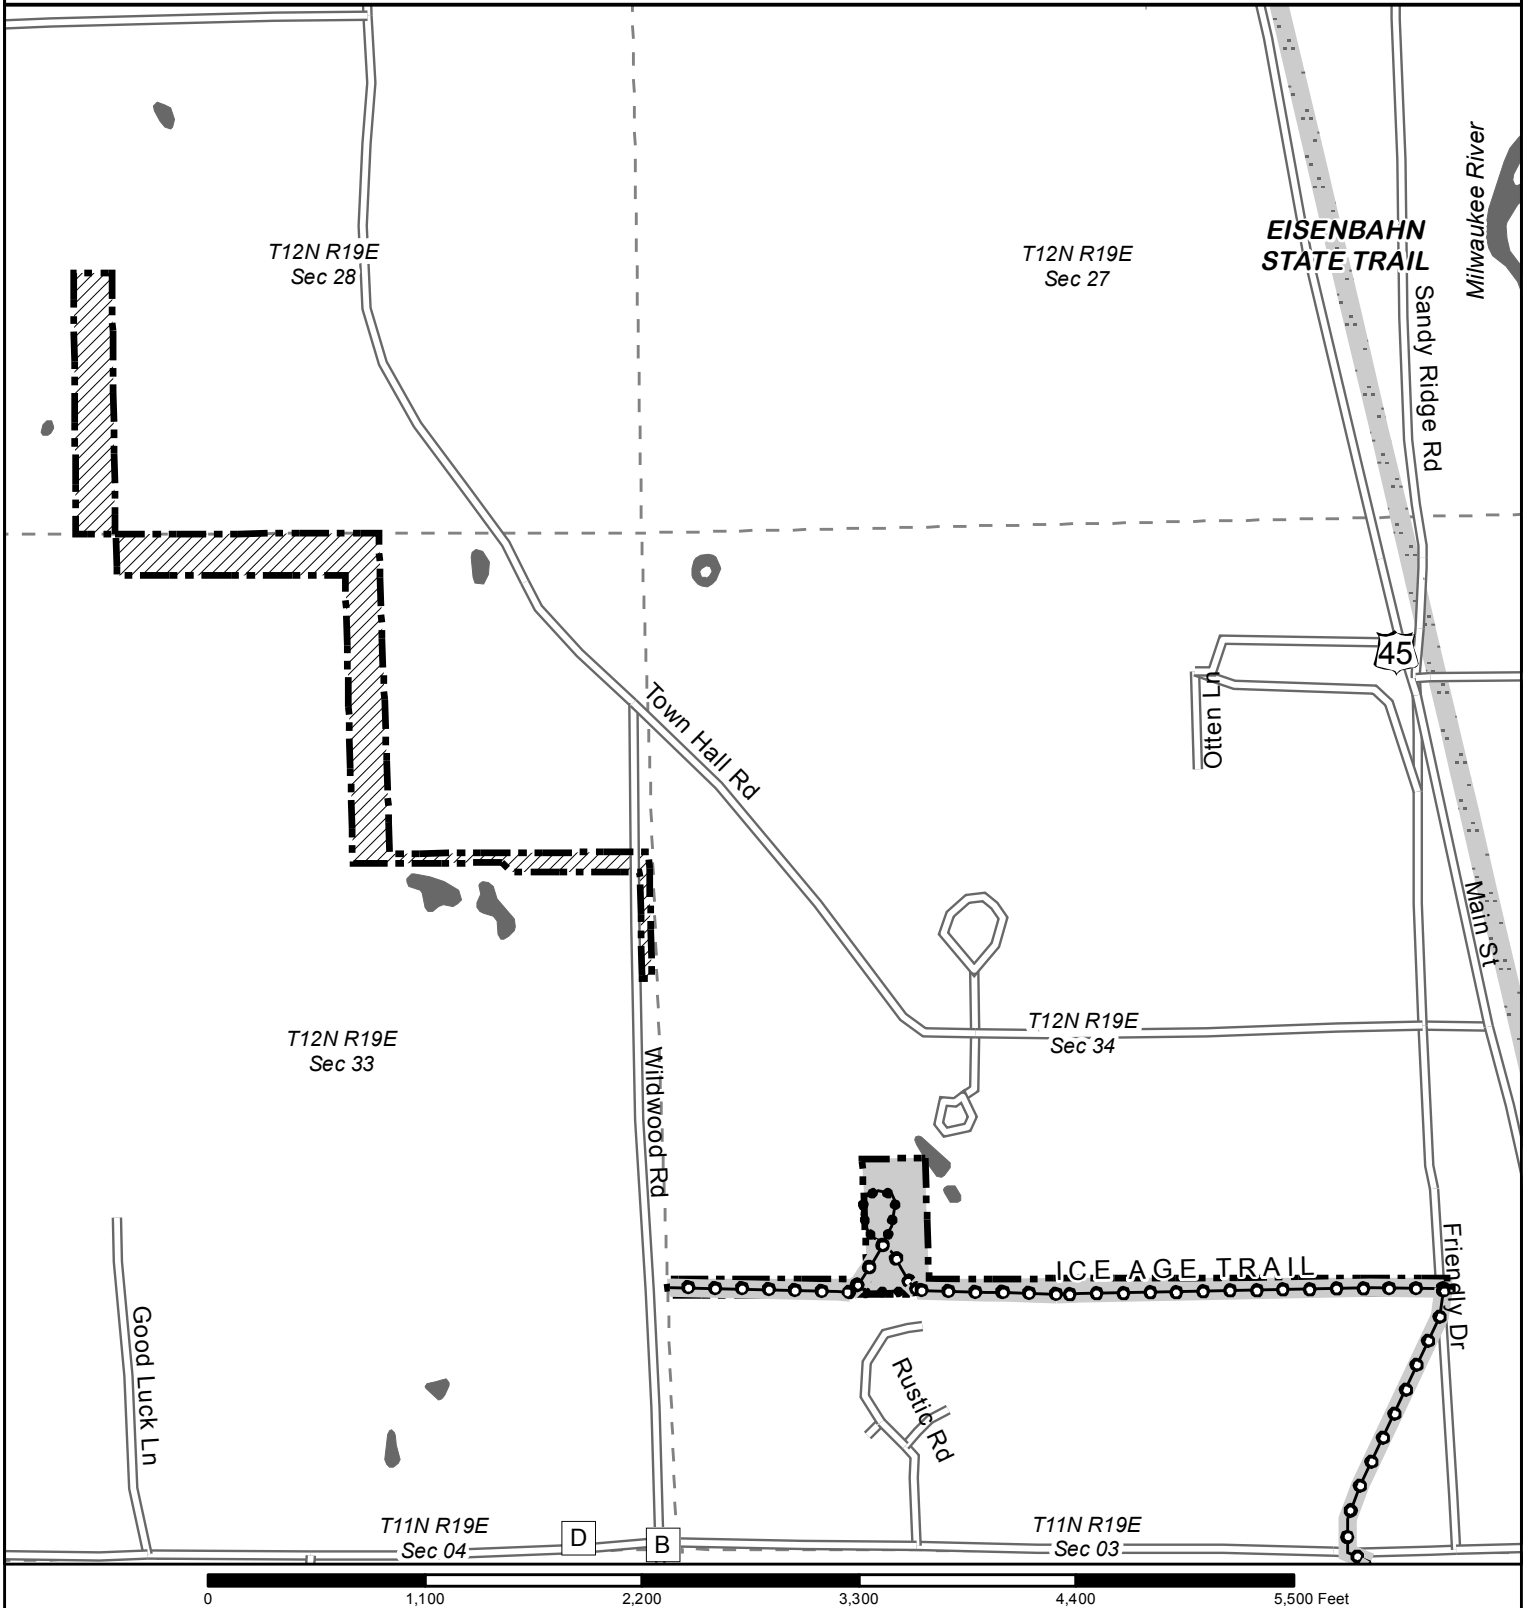 T12N R19E
Sec 28
T12N R19E
Sec 27
EISENBAHN
STATE TRAIL
Milwaukee River
Sandy Ridge Rd
45
Otten Ln
Town Hall Rd
Main St
T12N R19E
Sec 33
T12N R19E
Sec 34
Wildwood Rd
ICE AGE TRAIL
Friendly Dr
Good Luck Ln
Rustic Rd
T11N R19E
Sec 04
D
B
T11N R19E
Sec 03
0 1,100 2,200 3,300 4,400 5,500 Feet